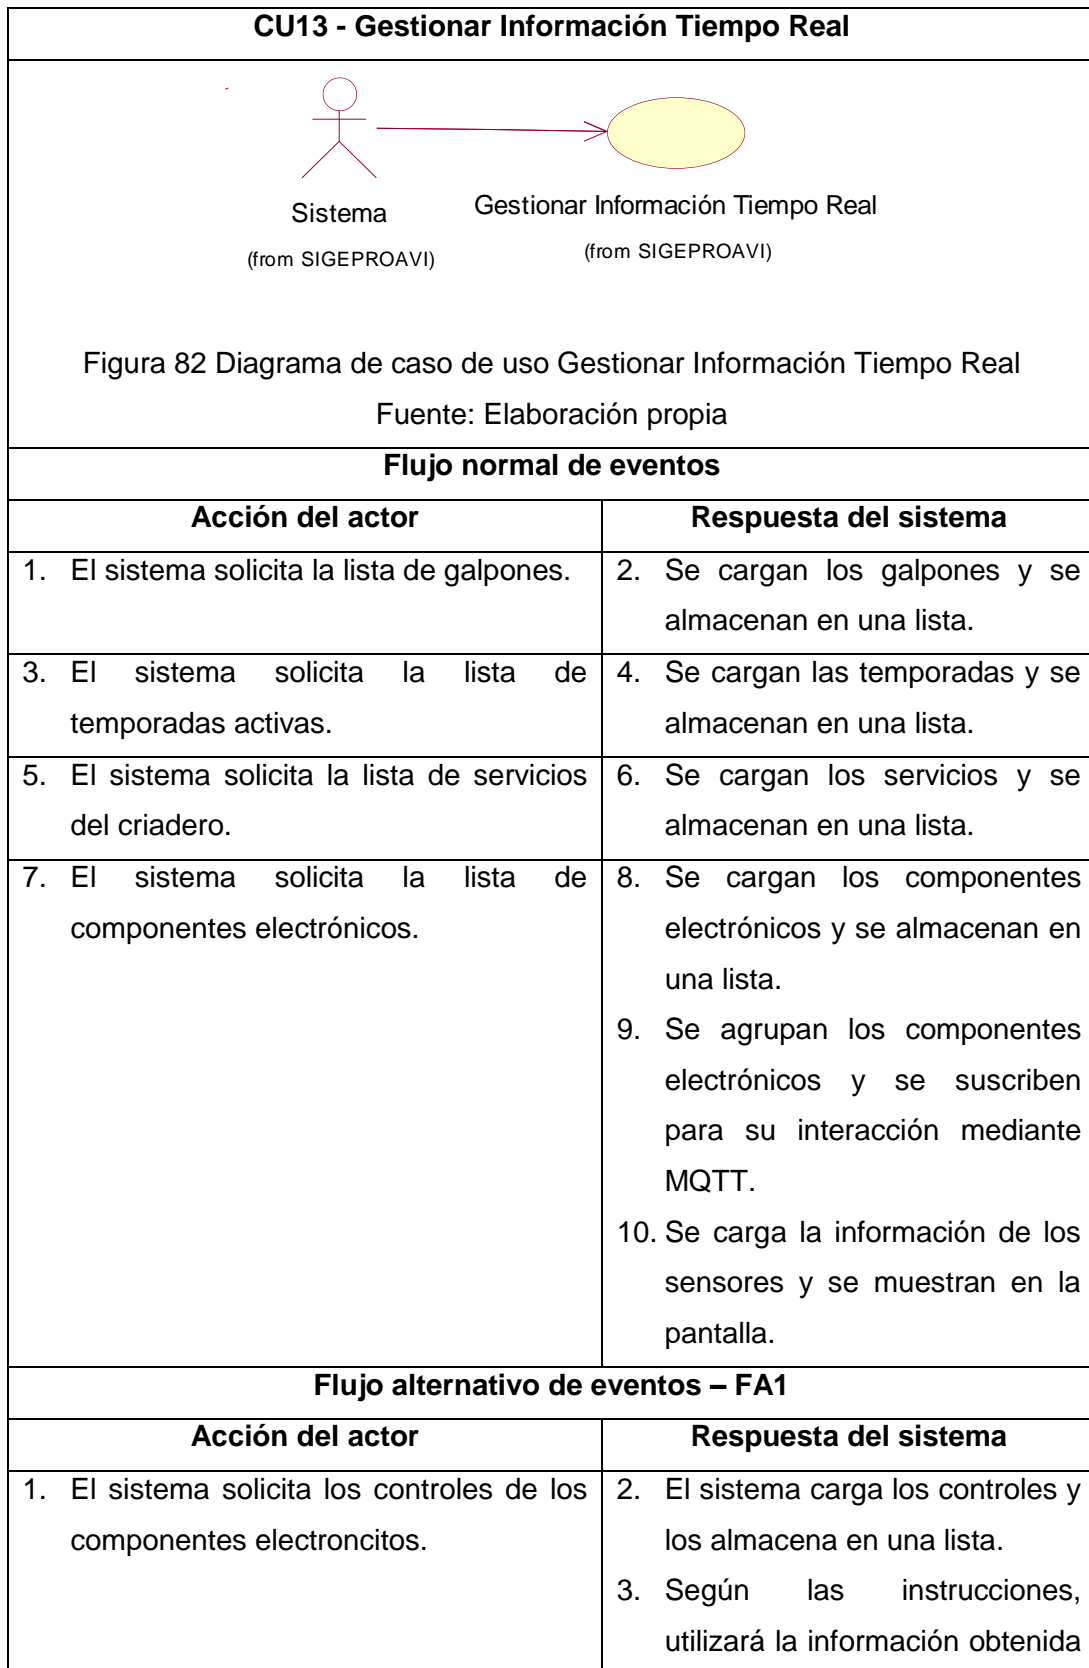 CU13 - Gestionar Información Tiempo Real
Sistema
(from SIGEPROAVI)
Gestionar Información Tiempo Real
(from SIGEPROAVI)
Figura 82 Diagrama de caso de uso Gestionar Información Tiempo Real
Fuente: Elaboración propia
Flujo normal de eventos
Acción del actor
Respuesta del sistema
1. El sistema solicita la lista de galpones.
2. Se cargan los galpones y se
almacenan en una lista.
3. El sistema solicita la lista de
temporadas activas.
4. Se cargan las temporadas y se
almacenan en una lista.
5. El sistema solicita la lista de servicios
del criadero.
6. Se cargan los servicios y se
almacenan en una lista.
7. El sistema solicita la lista de
componentes electrónicos.
8. Se cargan los componentes
electrónicos y se almacenan en
una lista.
9. Se agrupan los componentes
electrónicos y se suscriben
para su interacción mediante
MQTT.
10. Se carga la información de los
sensores y se muestran en la
pantalla.
Flujo alternativo de eventos – FA1
Acción del actor
Respuesta del sistema
1. El sistema solicita los controles de los
componentes electroncitos.
2. El sistema carga los controles y
los almacena en una lista.
3. Según las instrucciones,
utilizará la información obtenida